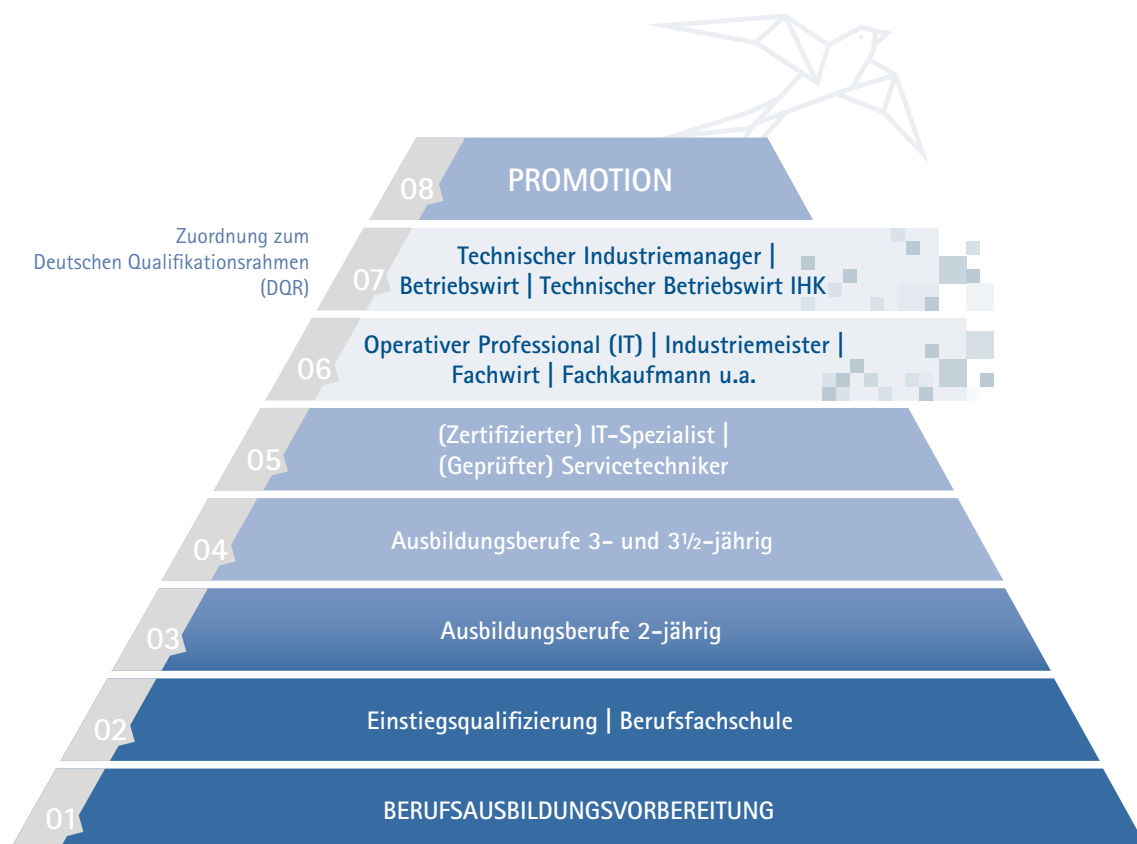 08
PROMOTION
Zuordnung zum
Deutschen Qualifikationsrahmen
(DQR)
07
Technischer Industriemanager |
Betriebswirt | Technischer Betriebswirt IHK
06
Operativer Professional (IT) | Industriemeister |
Fachwirt | Fachkaufmann u.a.
05
(Zertifizierter) IT-Spezialist |
(Geprüfter) Servicetechniker
04
Ausbildungsberufe 3- und 3½-jährig
03
Ausbildungsberufe 2-jährig
02
Einstiegsqualifizierung | Berufsfachschule
01
BERUFSAUSBILDUNGSVORBEREITUNG